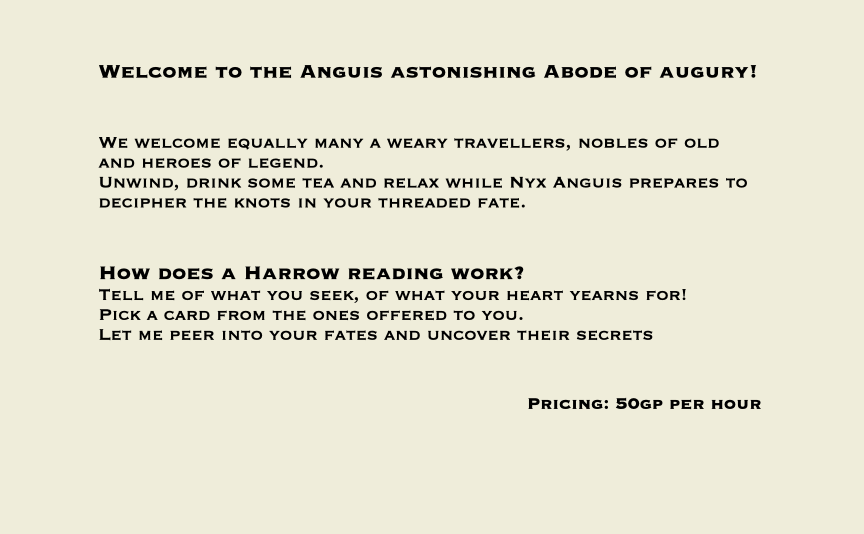 Welcome to the Anguis astonishing Abode of augury!
We welcome equally many a weary travellers, nobles of old
and heroes of legend.
Unwind, drink some tea and relax while Nyx Anguis prepares to
decipher the knots in your threaded fate.
How does a Harrow reading work?
Tell me of what you seek, of what your heart yearns for!
Pick a card from the ones offered to you.
Let me peer into your fates and uncover their secrets
Pricing: 50gp per hour